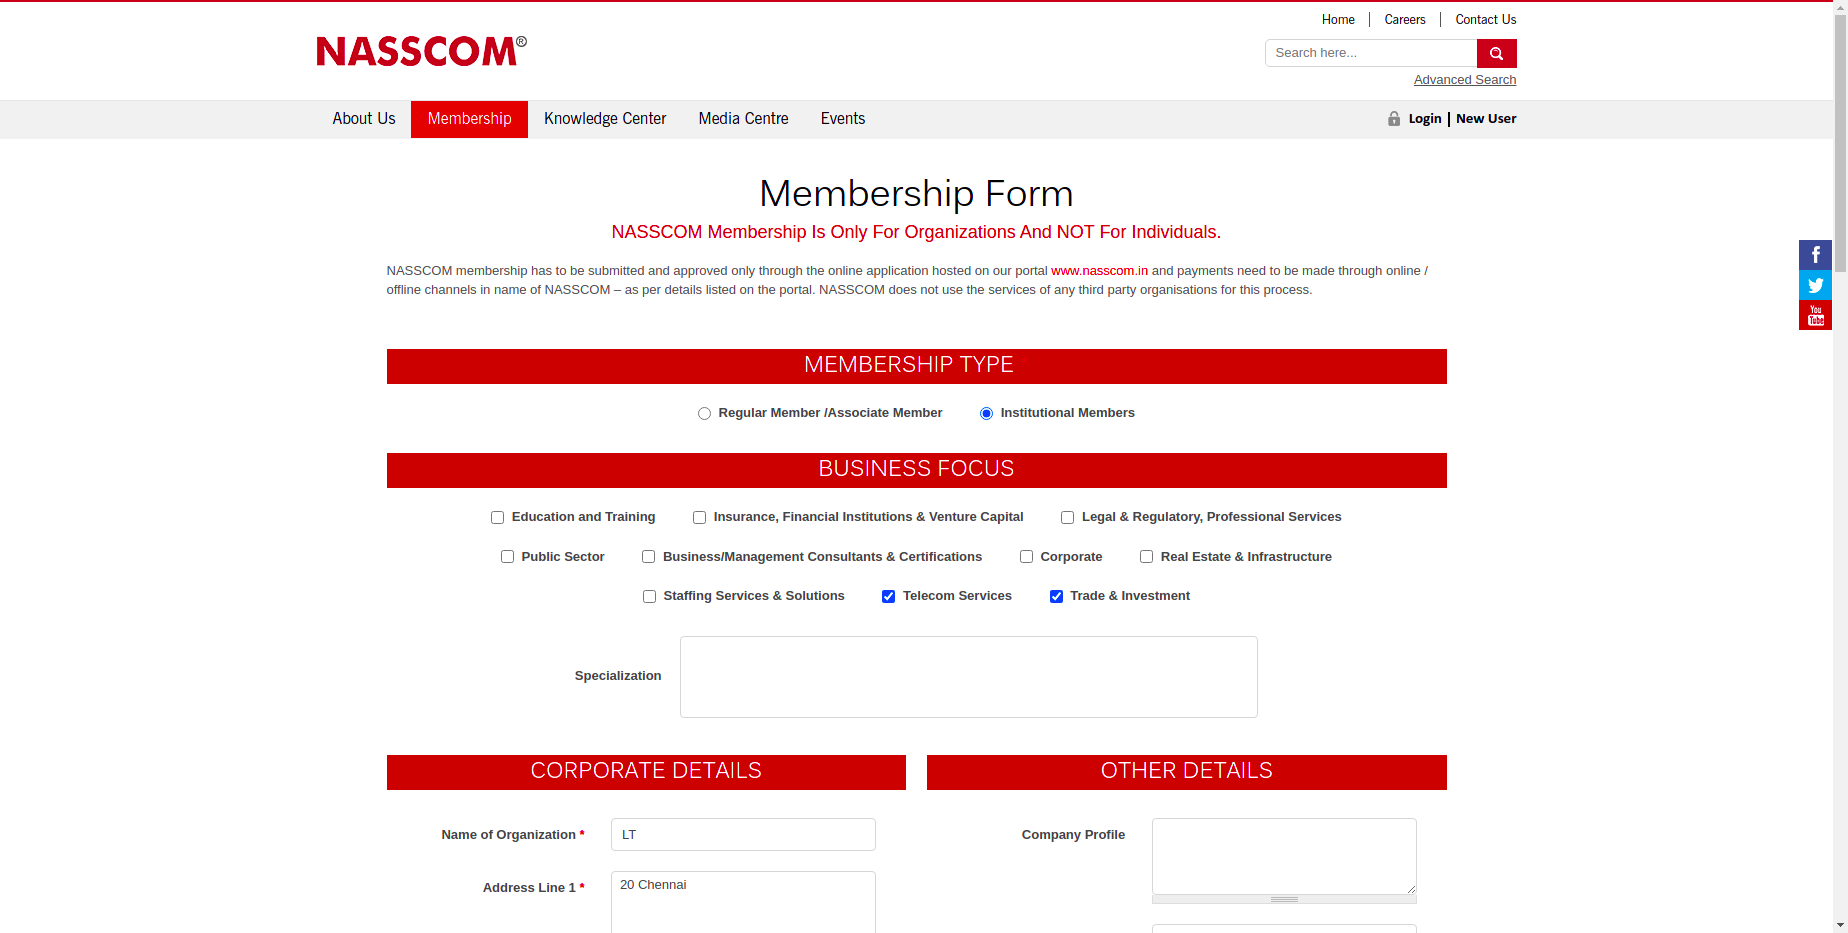 Home
Careers
Contact Us
NASSCOM®
Search here...
Advanced Search
About Us
Membership
Knowledge Center
Media Centre
Events
Login | New User
Membership Form
NASSCOM Membership Is Only For Organizations And NOT For Individuals.
NASSCOM membership has to be submitted and approved only through the online application hosted on our portal www.nasscom.in and payments need to be made through online /
offline channels in name of NASSCOM – as per details listed on the portal. NASSCOM does not use the services of any third party organisations for this process.
You
Tube
MEMBERSHIP TYPE
Regular Member /Associate Member
Institutional Members
BUSINESS FOCUS
Education and Training
Insurance, Financial Institutions & Venture Capital
Legal & Regulatory, Professional Services
Public Sector
Business/Management Consultants & Certifications
Corporate
Real Estate & Infrastructure
Staffing Services & Solutions
Telecom Services
Trade & Investment
Specialization
CORPORATE DETAILS
OTHER DETAILS
Name of Organization *
LT
Company Profile
Address Line 1 *
20 Chennai